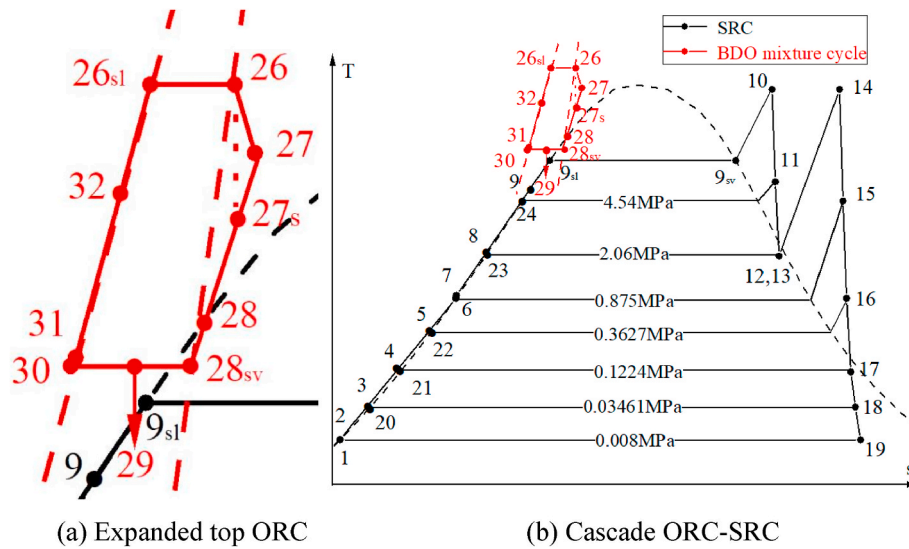 26sl
26
27
27s
32
31
30
28
28sv
9sl
9
29
(a) Expanded top ORC
SRC
BDO mixture cycle
T
s
26sl
26
32
27
27s
31
28
30
28sv
9sl
9
29
24
10
14
9sv
11
15
4.54MPa
8
23
2.06MPa
12,13
7
6
0.875MPa
16
5
22
0.3627MPa
4
21
0.1224MPa
17
3
20
0.03461MPa
18
2
1
0.008MPa
19
(b) Cascade ORC-SRC